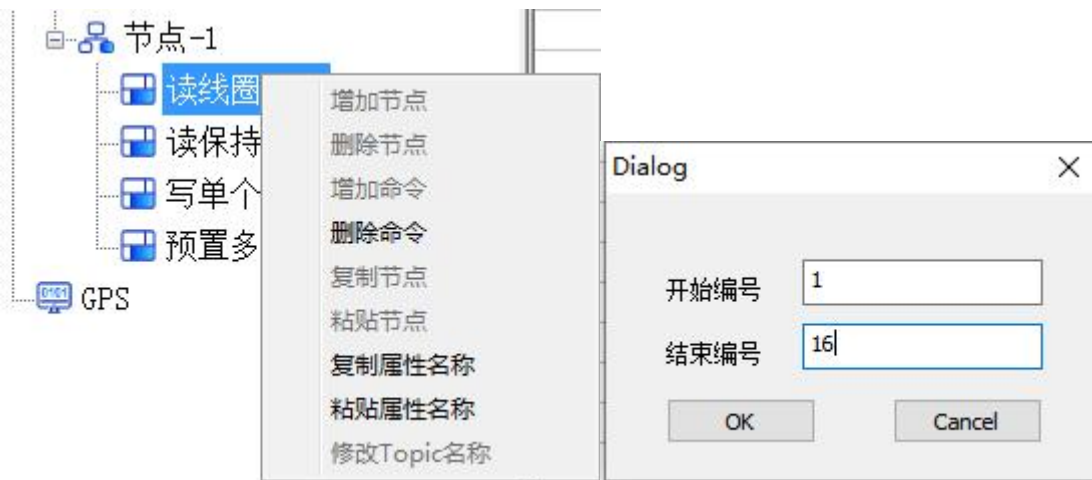 节点-1
读线圈
读保持
写单个
预置多
GPS
增加节点
删除节点
增加命令
删除命令
复制节点
粘贴节点
复制属性名称
粘贴属性名称
修改Topic名称
Dialog
开始编号 1
结束编号 16
OK Cancel